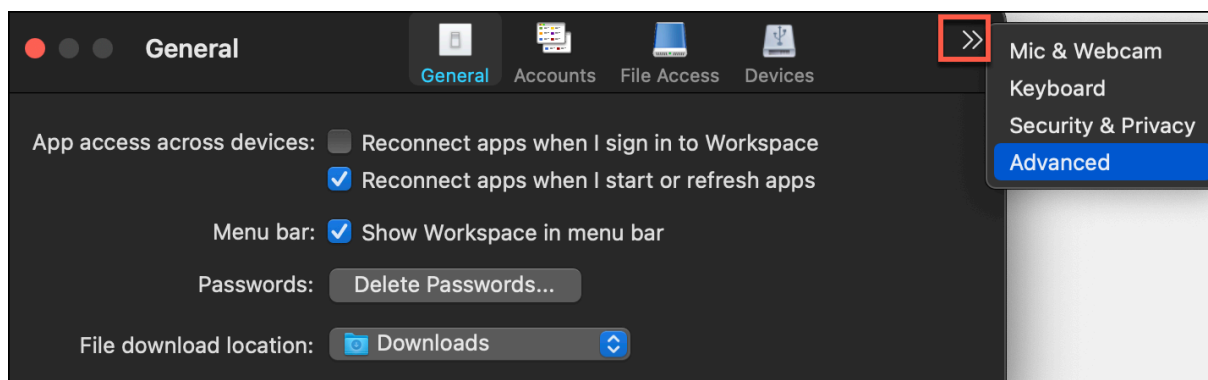 General
General Accounts File Access Devices
Mic & Webcam
Keyboard
Security & Privacy
Advanced
App access across devices: Reconnect apps when I sign in to Workspace
Reconnect apps when I start or refresh apps
Menu bar: Show Workspace in menu bar
Passwords: Delete Passwords...
File download location: Downloads